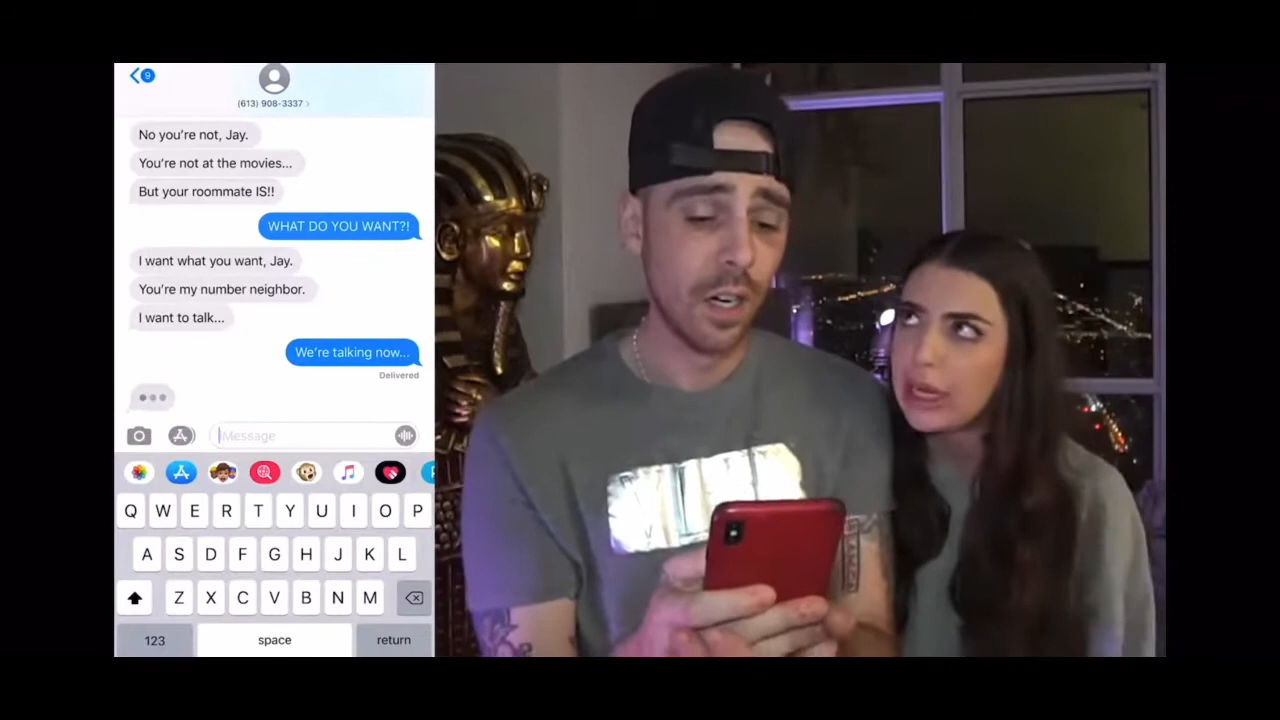 9
(613) 908-3337 >
No you're not, Jay.
You're not at the movies...
But your roommate IS!!
WHAT DO YOU WANT?!
I want what you want, Jay.
You're my number neighbor.
I want to talk...
We're talking now...
Delivered
Message
Q W E R T Y U I O P
A S D F G H J K L
Z X C V B N M
123 space return